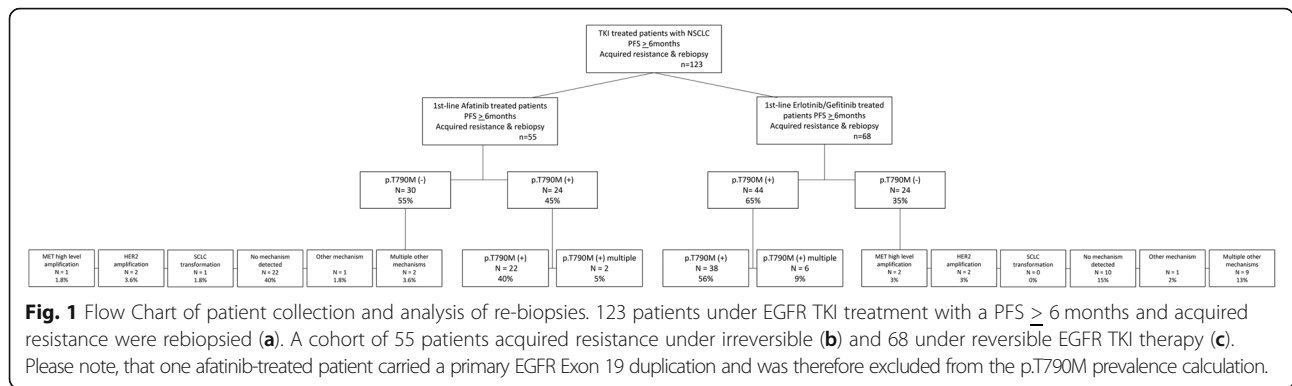 TKI treated patients with NSCLC
PFS ≥ 6months
Acquired resistance & rebiopsy
n=123
1st-line Afatinib treated patients
PFS ≥ 6months
Acquired resistance & rebiopsy
n=55
1st-line Erlotinib/Gefitinib treated
patients PFS ≥ 6months
Acquired resistance & rebiopsy
n=68
p.T790M (-)
N= 30
55%
p.T790M (+)
N= 24
45%
p.T790M (+)
N= 44
65%
p.T790M (-)
N= 24
35%
MET high level
amplification
N = 1
1.8%
HER2
amplification
N = 2
3.6%
SCLC
transformation
N = 1
1.8%
No mechanism
detected
N = 22
40%
Other mechanism
N = 1
1.8%
Multiple other
mechanisms
N = 2
3.6%
p.T790M (+)
N = 22
40%
p.T790M (+) multiple
N = 2
5%
p.T790M (+)
N = 38
56%
p.T790M (+) multiple
N = 6
9%
MET high level
amplification
N = 2
3%
HER2
amplification
N = 2
3%
SCLC
transformation
N = 0
0%
No mechanism
detected
N = 10
15%
Other mechanism
N = 1
2%
Multiple other
mechanisms
N = 9
13%
Fig. 1 Flow Chart of patient collection and analysis of re-biopsies. 123 patients under EGFR TKI treatment with a PFS ≥ 6 months and acquired
resistance were rebiopsied (a). A cohort of 55 patients acquired resistance under irreversible (b) and 68 under reversible EGFR TKI therapy (c).
Please note, that one afatinib-treated patient carried a primary EGFR Exon 19 duplication and was therefore excluded from the p.T790M prevalence calculation.